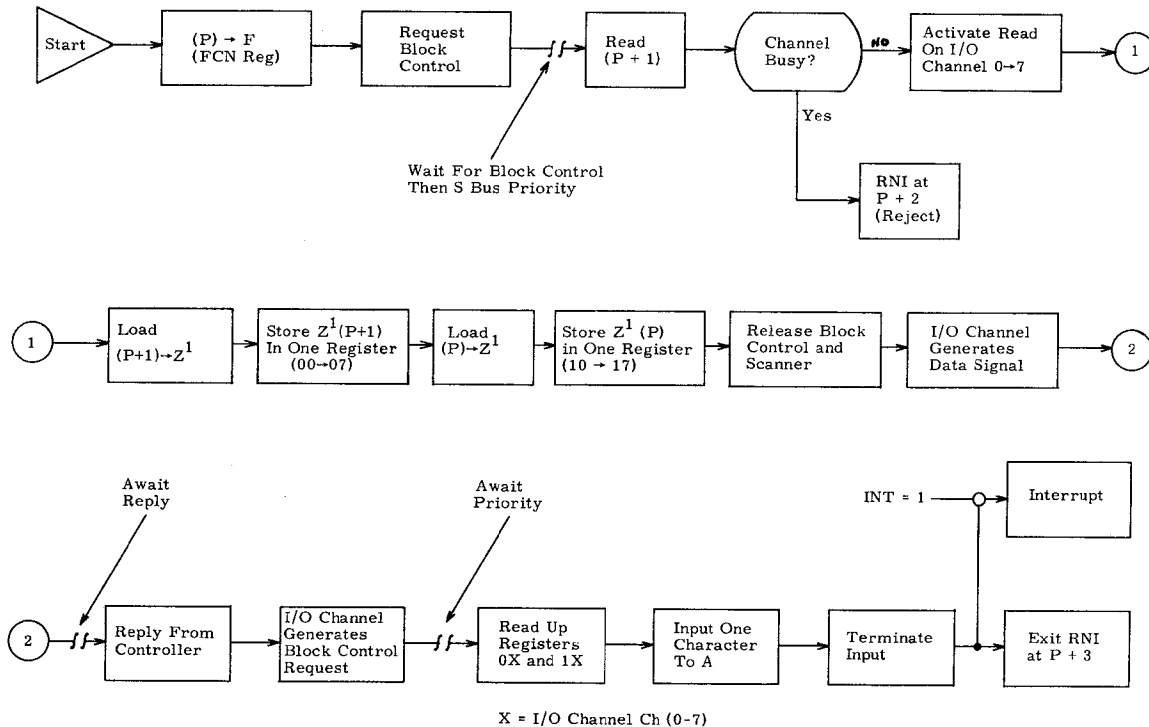 Start
(P) → F
(FCN Reg)
Request
Block
Control
Read
(P + 1)
Channel
Busy?
NO
Activate Read
On I/O
Channel 0→7
1
Yes
Wait For Block Control
Then S Bus Priority
RNI at
P + 2
(Reject)
1
Load
(P+1)→Z¹
Store Z¹(P+1)
In One Register
(00→07)
Load
(P)→Z¹
Store Z¹ (P)
in One Register
(10 → 17)
Release Block
Control and
Scanner
I/O Channel
Generates
Data Signal
2
Await
Reply
Await
Priority
INT = 1
Interrupt
2
Reply From
Controller
I/O Channel
Generates
Block Control
Request
Read Up
Registers
0X and 1X
Input One
Character
To A
Terminate
Input
Exit RNI
at P + 3
X = I/O Channel Ch (0-7)